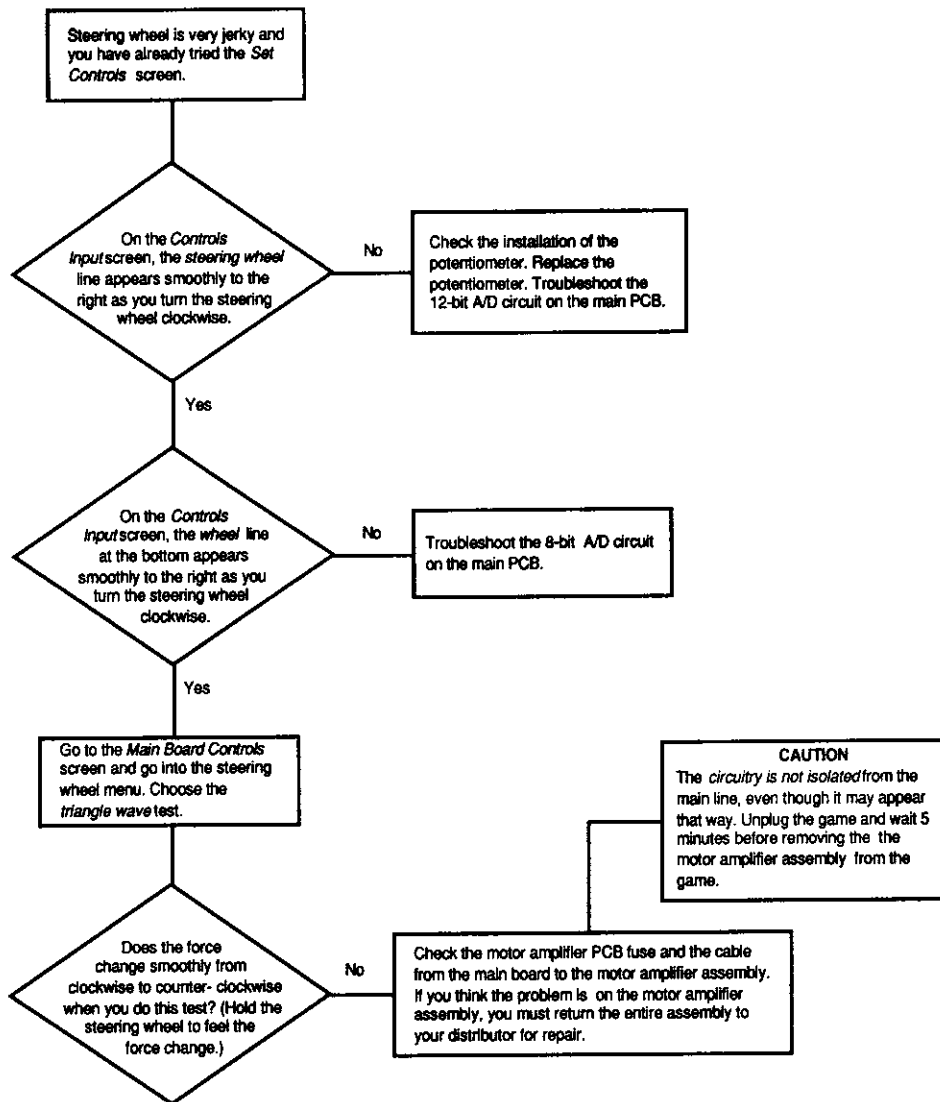 Steering wheel is very jerky and
you have already tried the Set
Controls screen.
On the Controls
Input screen, the steering wheel
line appears smoothly to the
right as you turn the steering
wheel clockwise.
No
Check the installation of the
potentiometer. Replace the
potentiometer. Troubleshoot the
12-bit A/D circuit on the main PCB.
Yes
On the Controls
Input screen, the wheel line
at the bottom appears
smoothly to the right as you
turn the steering wheel
clockwise.
No
Troubleshoot the 8-bit A/D circuit
on the main PCB.
Yes
Go to the Main Board Controls
screen and go into the steering
wheel menu. Choose the
triangle wave test.
CAUTION
The circuitry is not isolated from the
main line, even though it may appear
that way. Unplug the game and wait 5
minutes before removing the the
motor amplifier assembly from the
game.
Does the force
change smoothly from
clockwise to counter- clockwise
when you do this test? (Hold the
steering wheel to feel the
force change.)
No
Check the motor amplifier PCB fuse and the cable
from the main board to the motor amplifier assembly.
If you think the problem is on the motor amplifier
assembly, you must return the entire assembly to
your distributor for repair.